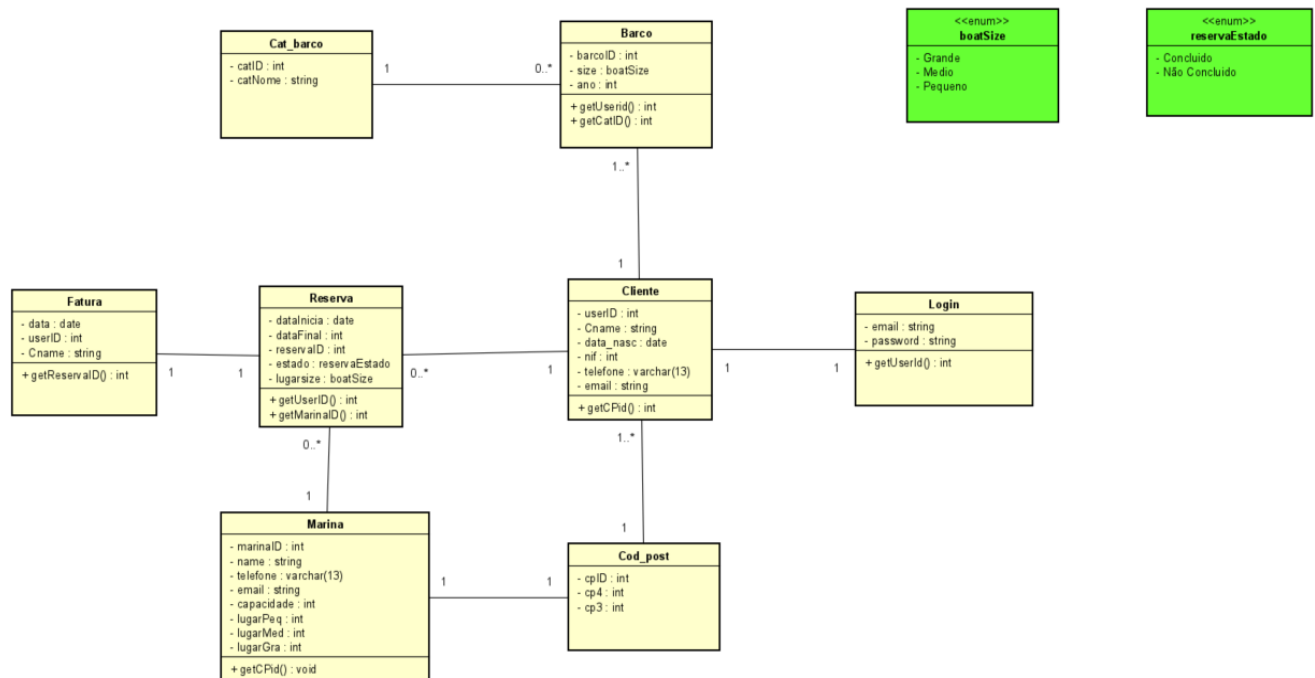 Cat_barco
- catID : int
- catNome : string
1
0..*
Barco
- barcoID : int
- size : boatSize
- ano : int
+ getUserid() : int
+ getCatID() : int
<<enum>>
boatSize
- Grande
- Medio
- Pequeno
<<enum>>
reservaEstado
- Concluido
- Não Concluido
1..*
1
Fatura
- data : date
- userID : int
- Cname : string
+ getReservaID() : int
1
1
Reserva
- dataInicia : date
- dataFinal : int
- reservaID : int
- estado : reservaEstado
- lugarsize : boatSize
+ getUserID() : int
+ getMarinaID() : int
0..*
1
Cliente
- userID : int
- Cname : string
- data_nasc : date
- nif : int
- telefone : varchar(13)
- email : string
+ getCPid() : int
1
1
Login
- email : string
- password : string
+ getUserId() : int
0..*
1
1..*
1
Marina
- marinaID : int
- name : string
- telefone : varchar(13)
- email : string
- capacidade : int
- lugarPeq : int
- lugarMed : int
- lugarGra : int
+ getCPid() : void
1
1
Cod_post
- cpID : int
- cp4 : int
- cp3 : int